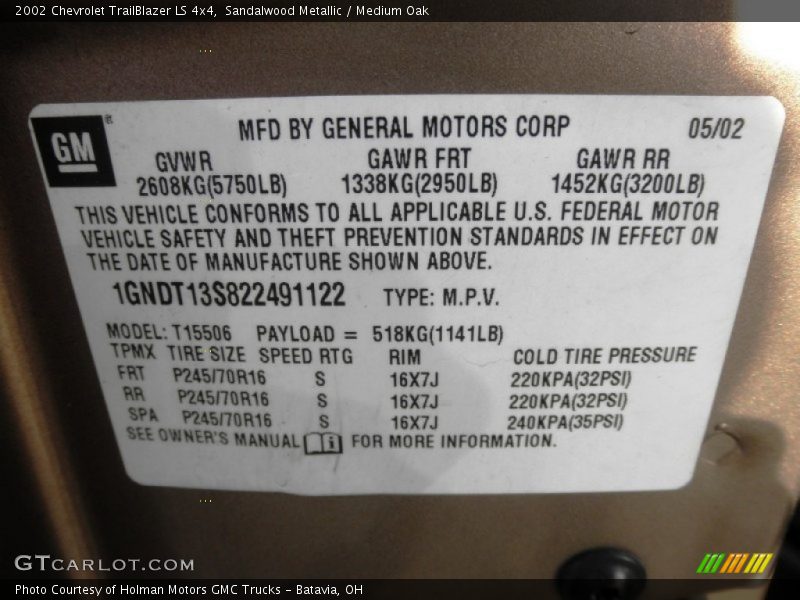 2002 Chevrolet TrailBlazer LS 4x4, Sandalwood Metallic / Medium Oak
GM®
MFD BY GENERAL MOTORS CORP 05/02
GVWR GAWR FRT GAWR RR
2608KG(5750LB) 1338KG(2950LB) 1452KG(3200LB)
THIS VEHICLE CONFORMS TO ALL APPLICABLE U.S. FEDERAL MOTOR
VEHICLE SAFETY AND THEFT PREVENTION STANDARDS IN EFFECT ON
THE DATE OF MANUFACTURE SHOWN ABOVE.
1GNDT13S822491122 TYPE: M.P.V.
MODEL: T15506 PAYLOAD = 518KG(1141LB)
TPMX TIRE SIZE SPEED RTG RIM COLD TIRE PRESSURE
FRT P245/70R16 S 16X7J 220KPA(32PSI)
RR P245/70R16 S 16X7J 220KPA(32PSI)
SPA P245/70R16 S 16X7J 240KPA(35PSI)
SEE OWNER'S MANUAL i FOR MORE INFORMATION.
GTCARLOT.COM
Photo Courtesy of Holman Motors GMC Trucks - Batavia, OH